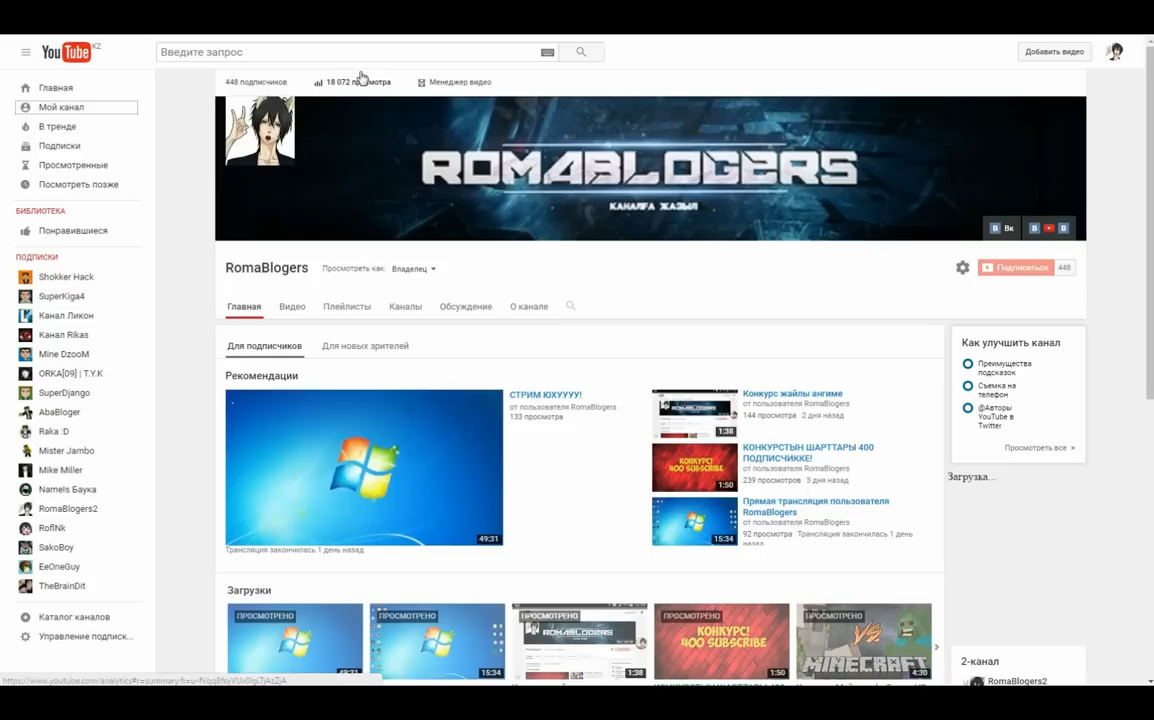 YouTube KZ
Введите запрос
Добавить видео
448 подписчиков
18 072 просмотра
Менеджер видео
Главная
Мой канал
В тренде
Подписки
Просмотренные
Посмотреть позже
БИБЛИОТЕКА
Понравившиеся
ПОДПИСКИ
Shokker Hack
SuperKiga4
Канал Ликон
Канал Rikas
Mine DzooM
ORKA[09] | T.Y.K
SuperDjango
AbaBloger
Raka :D
Mister Jambo
Mike Miller
NameIs Баука
RomaBlogers2
RoflNk
SakoBoy
EeOneGuy
TheBrainDit
Каталог каналов
Управление подписк...
ROMABLOGERS
КАНАЛҒА ЖАЗЫЛ
Вк
RomaBlogers
Просмотреть как:
Владелец
Подписаться
448
Главная
Видео
Плейлисты
Каналы
Обсуждение
О канале
Для подписчиков
Для новых зрителей
Рекомендации
49:31
СТРИМ ЮХУУУУ!
от пользователя RomaBlogers
133 просмотра
Трансляция закончилась 1 день назад
1:38
Конкурс жайлы ангиме
от пользователя RomaBlogers
144 просмотра 2 дня назад
КОНКУРС!
400 SUBSCRIBE
1:50
КОНКУРСТЫН ШАРТТАРЫ 400
ПОДПИСЧИККЕ!
от пользователя RomaBlogers
239 просмотров 3 дня назад
15:34
Прямая трансляция пользователя
RomaBlogers
от пользователя RomaBlogers
92 просмотра Трансляция закончилась 1 день
назад
Как улучшить канал
Преимущества
подсказок
Съемка на
телефон
@Авторы
YouTube в
Twitter
Просмотреть все »
Загрузка...
Загрузки
ПРОСМОТРЕНО
49:31
ПРОСМОТРЕНО
15:34
ПРОСМОТРЕНО
ROMABLOGERS
1:38
ПРОСМОТРЕНО
КОНКУРС!
400 SUBSCRIBE
1:50
ПРОСМОТРЕНО
VS
MINECRAFT
4:30
2-канал
RomaBlogers2